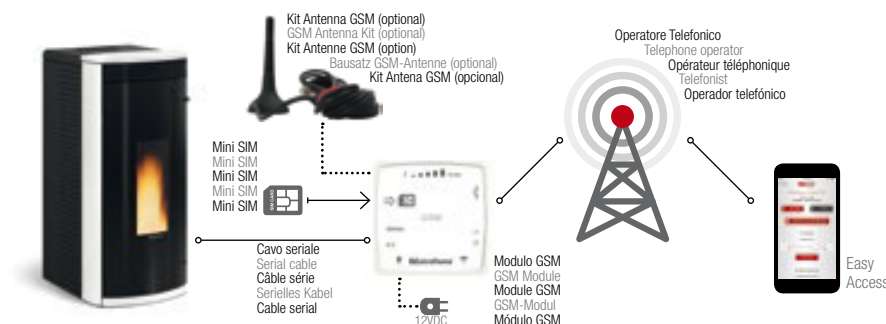 Kit Antenna GSM (optional)
GSM Antenna Kit (optional)
Kit Antenne GSM (option)
Bausatz GSM-Antenne (optional)
Kit Antena GSM (opcional)
Operatore Telefonico
Telephone operator
Opérateur téléphonique
Telefonist
Operador telefónico
Mini SIM
Mini SIM
Mini SIM
Mini SIM
Mini SIM
SIM CARD
Cavo seriale
Serial cable
Câble série
Serielles Kabel
Cable serial
12VDC
Modulo GSM
GSM Module
Module GSM
GSM-Modul
Módulo GSM
Easy
Access